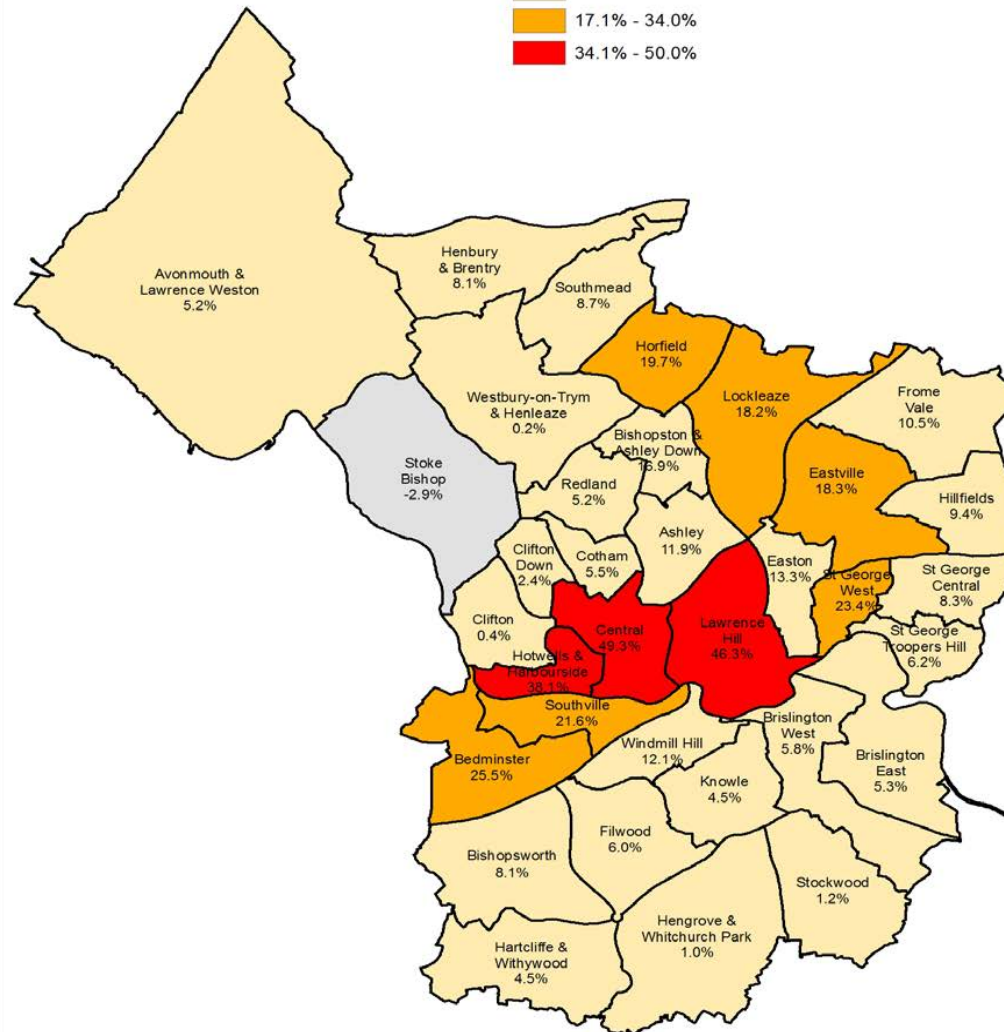 17.1% - 34.0%
34.1% - 50.0%
Avonmouth &
Lawrence Weston
5.2%
Henbury
& Brentry
8.1%
Southmead
8.7%
Horfield
19.7%
Lockleaze
18.2%
Frome
Vale
10.5%
Westbury-on-Trym
& Henleaze
0.2%
Bishopston &
Ashley Down
16.9%
Stoke
Bishop
-2.9%
Redland
5.2%
Eastville
18.3%
Hillfields
9.4%
Clifton
Down
2.4%
Cotham
5.5%
Ashley
11.9%
Easton
13.3%
St George
West
23.4%
St George
Central
8.3%
Clifton
0.4%
Central
49.3%
Lawrence
Hill
46.3%
St George
Troopers Hill
6.2%
Hotwells &
Harbourside
38.1%
Southville
21.6%
Bedminster
25.5%
Windmill Hill
12.1%
Brislington
West
5.8%
Brislington
East
5.3%
Knowle
4.5%
Filwood
6.0%
Bishopsworth
8.1%
Stockwood
1.2%
Hengrove &
Whitchurch Park
1.0%
Hartcliffe &
Withywood
4.5%